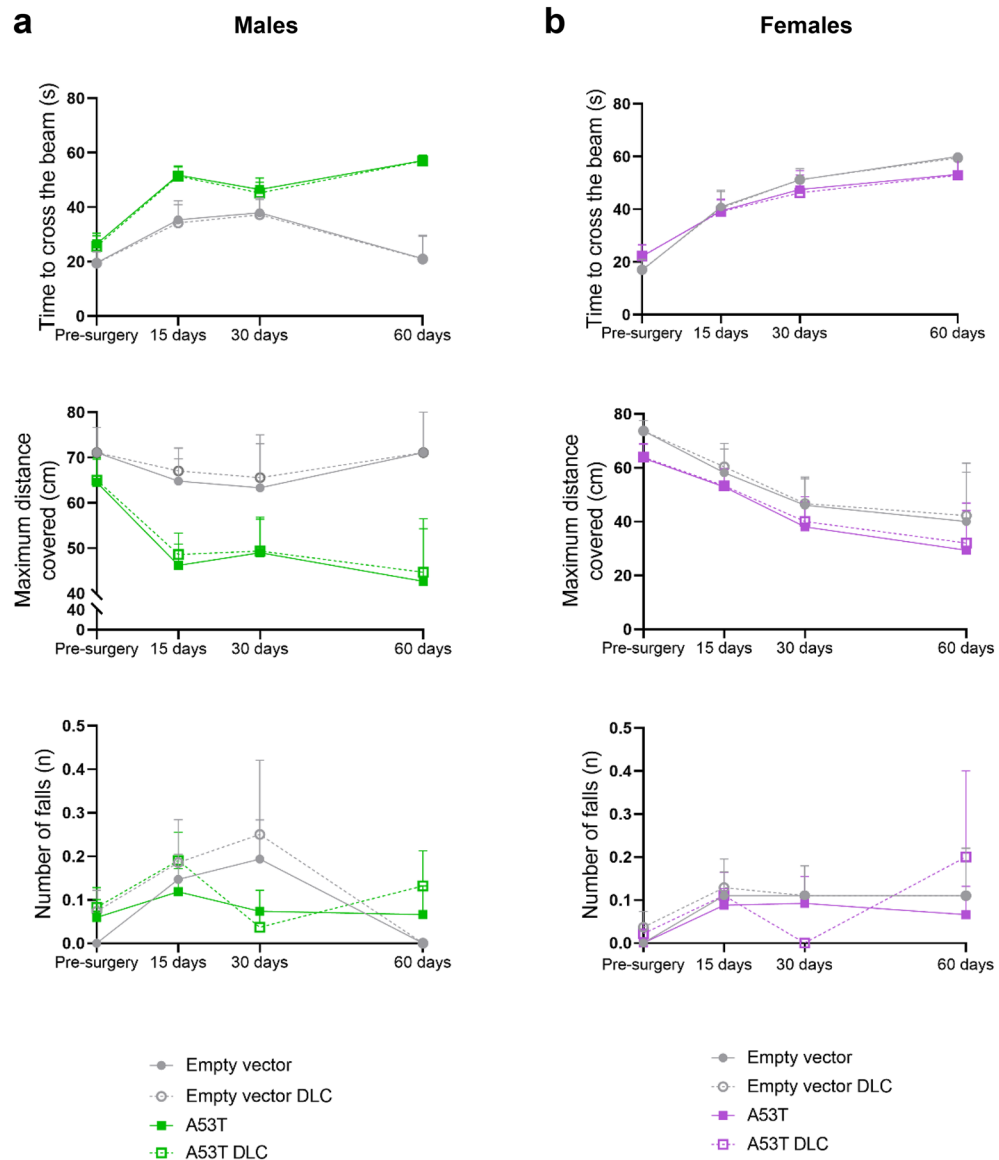 a
Males
b
Females
Time to cross the beam (s)
80
60
40
20
0
Pre-surgery 15 days 30 days 60 days
Time to cross the beam (s)
80
60
40
20
0
Pre-surgery 15 days 30 days 60 days
Maximum distance
covered (cm)
80
70
60
50
40
40
0
Pre-surgery 15 days 30 days 60 days
Maximum distance
covered (cm)
80
60
40
20
0
Pre-surgery 15 days 30 days 60 days
Number of falls (n)
0.5
0.4
0.3
0.2
0.1
0.0
Pre-surgery 15 days 30 days 60 days
Number of falls (n)
0.5
0.4
0.3
0.2
0.1
0.0
Pre-surgery 15 days 30 days 60 days
Empty vector
Empty vector DLC
A53T
A53T DLC
Empty vector
Empty vector DLC
A53T
A53T DLC